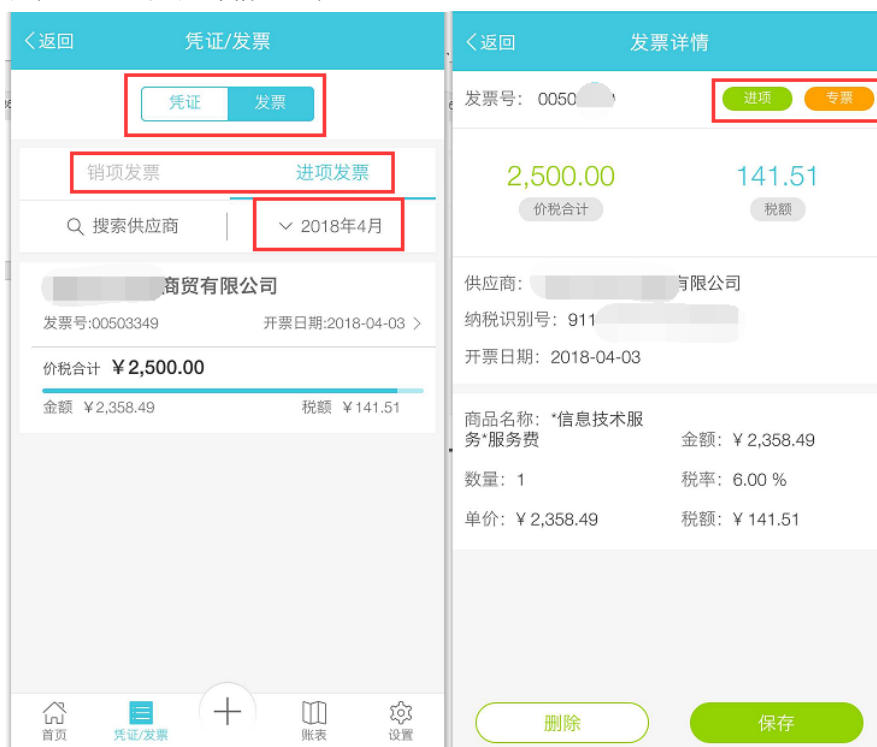 返回
凭证/发票
凭证
发票
销项发票
进项发票
搜索供应商
2018年4月
商贸有限公司
发票号:00503349
开票日期:2018-04-03
价税合计 ¥2,500.00
金额 ¥2,358.49
税额 ¥141.51
首页
凭证/发票
账表
设置
返回
发票详情
发票号: 0050
进项
专票
2,500.00
141.51
价税合计
税额
供应商:
有限公司
纳税识别号: 911
开票日期: 2018-04-03
商品名称: *信息技术服
务*服务费
金额: ¥2,358.49
数量: 1
税率: 6.00 %
单价: ¥2,358.49
税额: ¥141.51
删除
保存